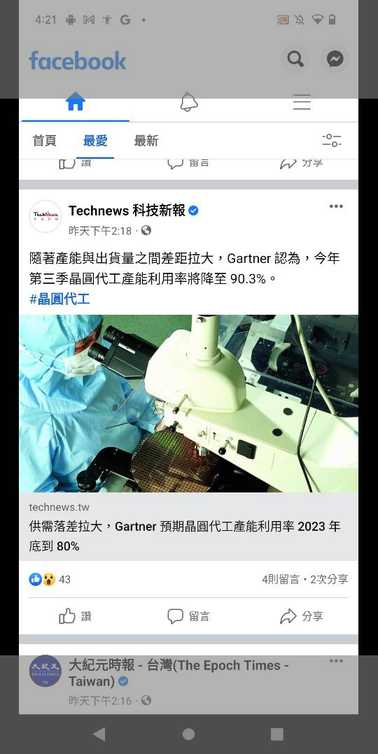 4:21
facebook
首頁 最愛 最新
讚 留言 分享
Technews 科技新報
昨天下午2:18
隨著產能與出貨量之間差距拉大，Gartner 認為，今年
第三季晶圓代工產能利用率將降至 90.3%。
#晶圓代工
technews.tw
供需落差拉大，Gartner 預期晶圓代工產能利用率 2023 年
底到 80%
43 4則留言・2次分享
讚 留言 分享
大紀元時報 - 台灣(The Epoch Times -
Taiwan)
昨天下午2:16